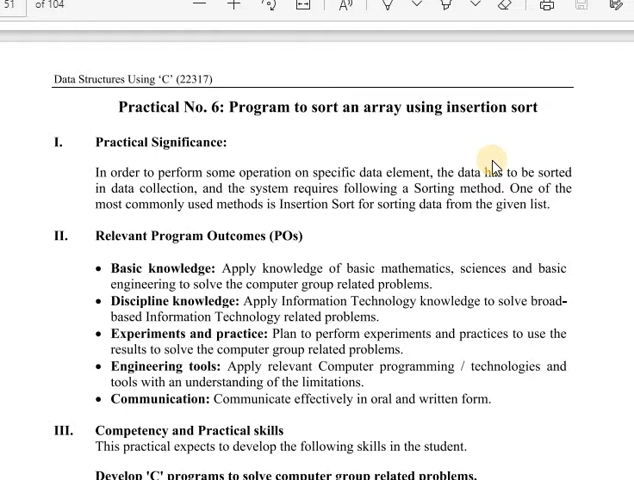 51 of 104
Data Structures Using ‘C’ (22317)
Practical No. 6: Program to sort an array using insertion sort
I. Practical Significance:
In order to perform some operation on specific data element, the data has to be sorted
in data collection, and the system requires following a Sorting method. One of the
most commonly used methods is Insertion Sort for sorting data from the given list.
II. Relevant Program Outcomes (POs)
• Basic knowledge: Apply knowledge of basic mathematics, sciences and basic
engineering to solve the computer group related problems.
• Discipline knowledge: Apply Information Technology knowledge to solve broad-
based Information Technology related problems.
• Experiments and practice: Plan to perform experiments and practices to use the
results to solve the computer group related problems.
• Engineering tools: Apply relevant Computer programming / technologies and
tools with an understanding of the limitations.
• Communication: Communicate effectively in oral and written form.
III. Competency and Practical skills
This practical expects to develop the following skills in the student.
Develop 'C' programs to solve computer group related problems.